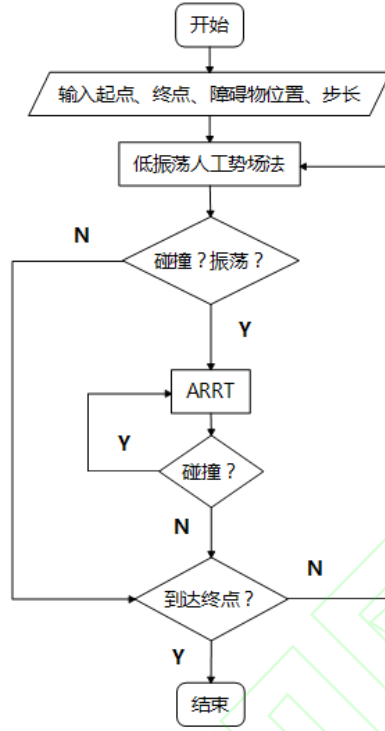 开始
输入起点、终点、障碍物位置、步长
低振荡人工势场法
N
碰撞？振荡？
Y
ARRT
Y
碰撞？
N
到达终点？
N
Y
结束